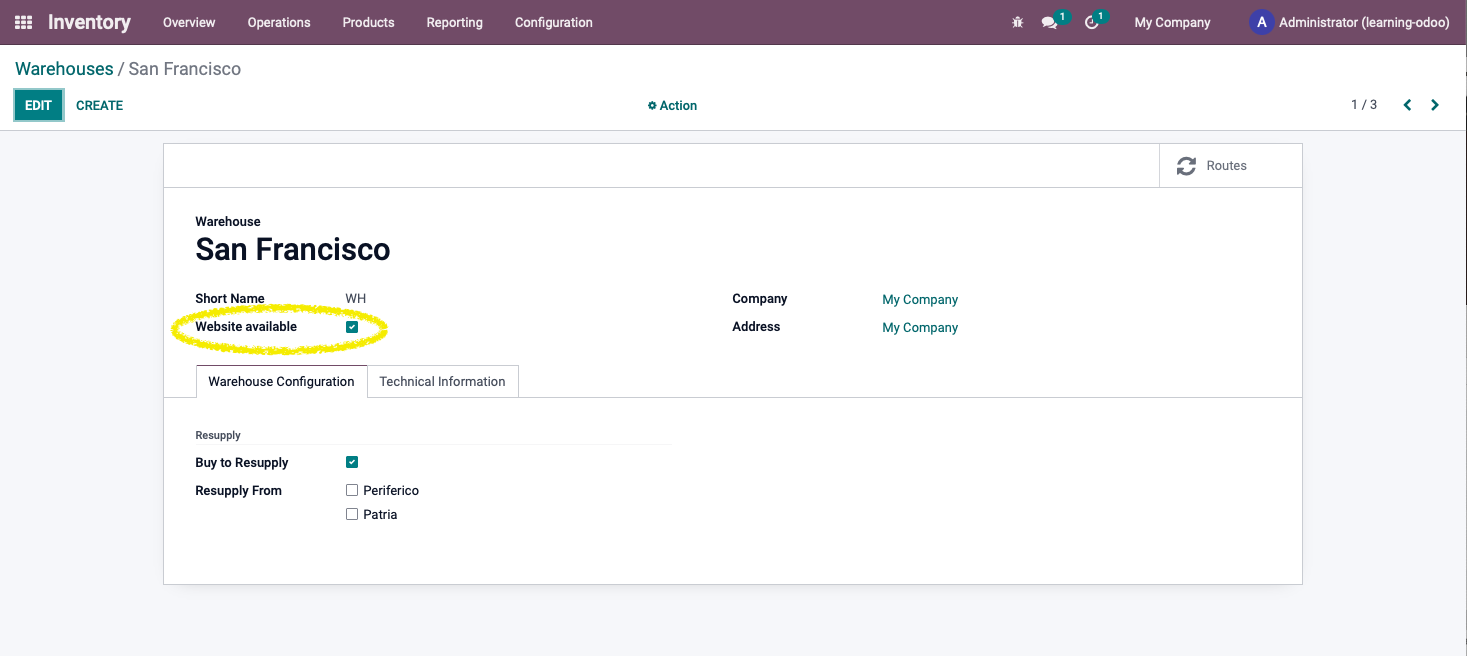 Inventory Overview Operations Products Reporting Configuration 1 1 My Company A Administrator (learning-odoo)
Warehouses / San Francisco
EDIT CREATE Action 1 / 3
Routes
Warehouse
San Francisco
Short Name WH Company My Company
Website available Address My Company
Warehouse Configuration Technical Information
Resupply
Buy to Resupply
Resupply From Periferico
Patria